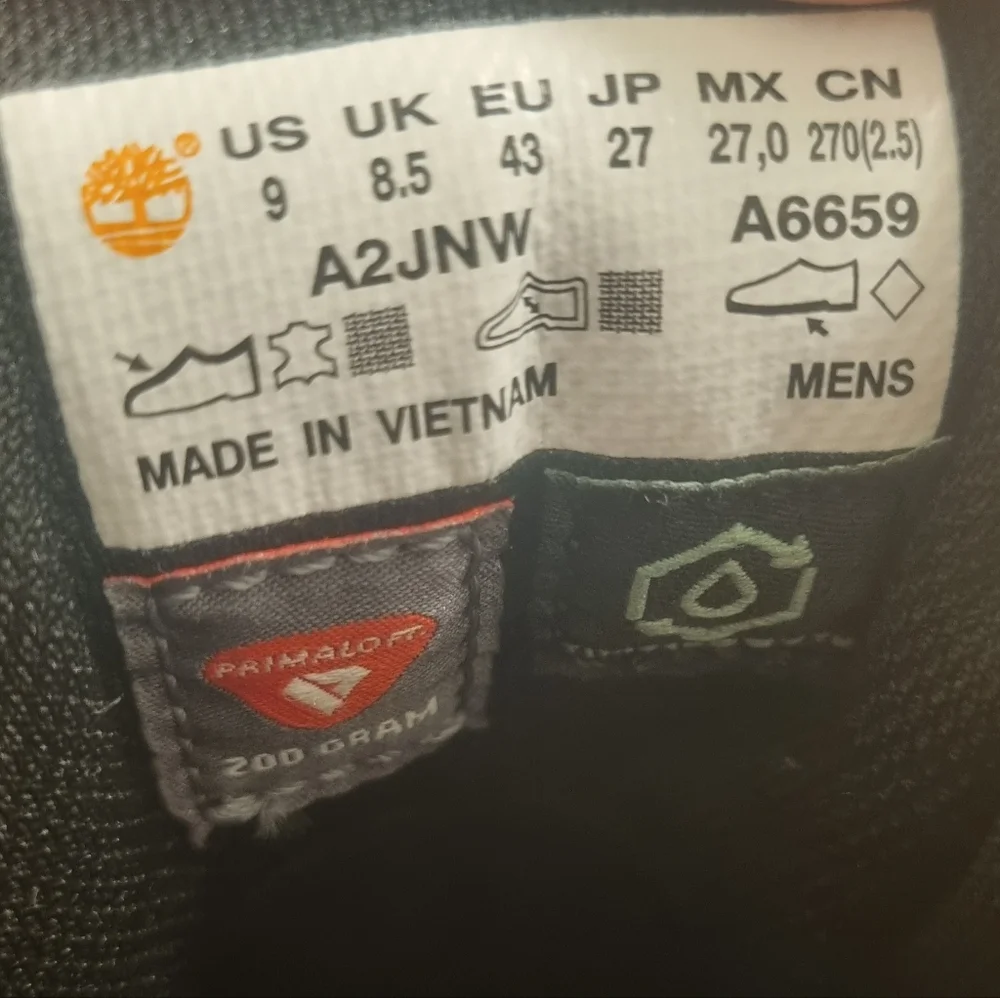 US UK EU JP MX CN
9 8.5 43 27 27,0 270(2.5)
A2JNW A6659
MADE IN VIETNAM MENS
PRIMALOFT
200 GRAM